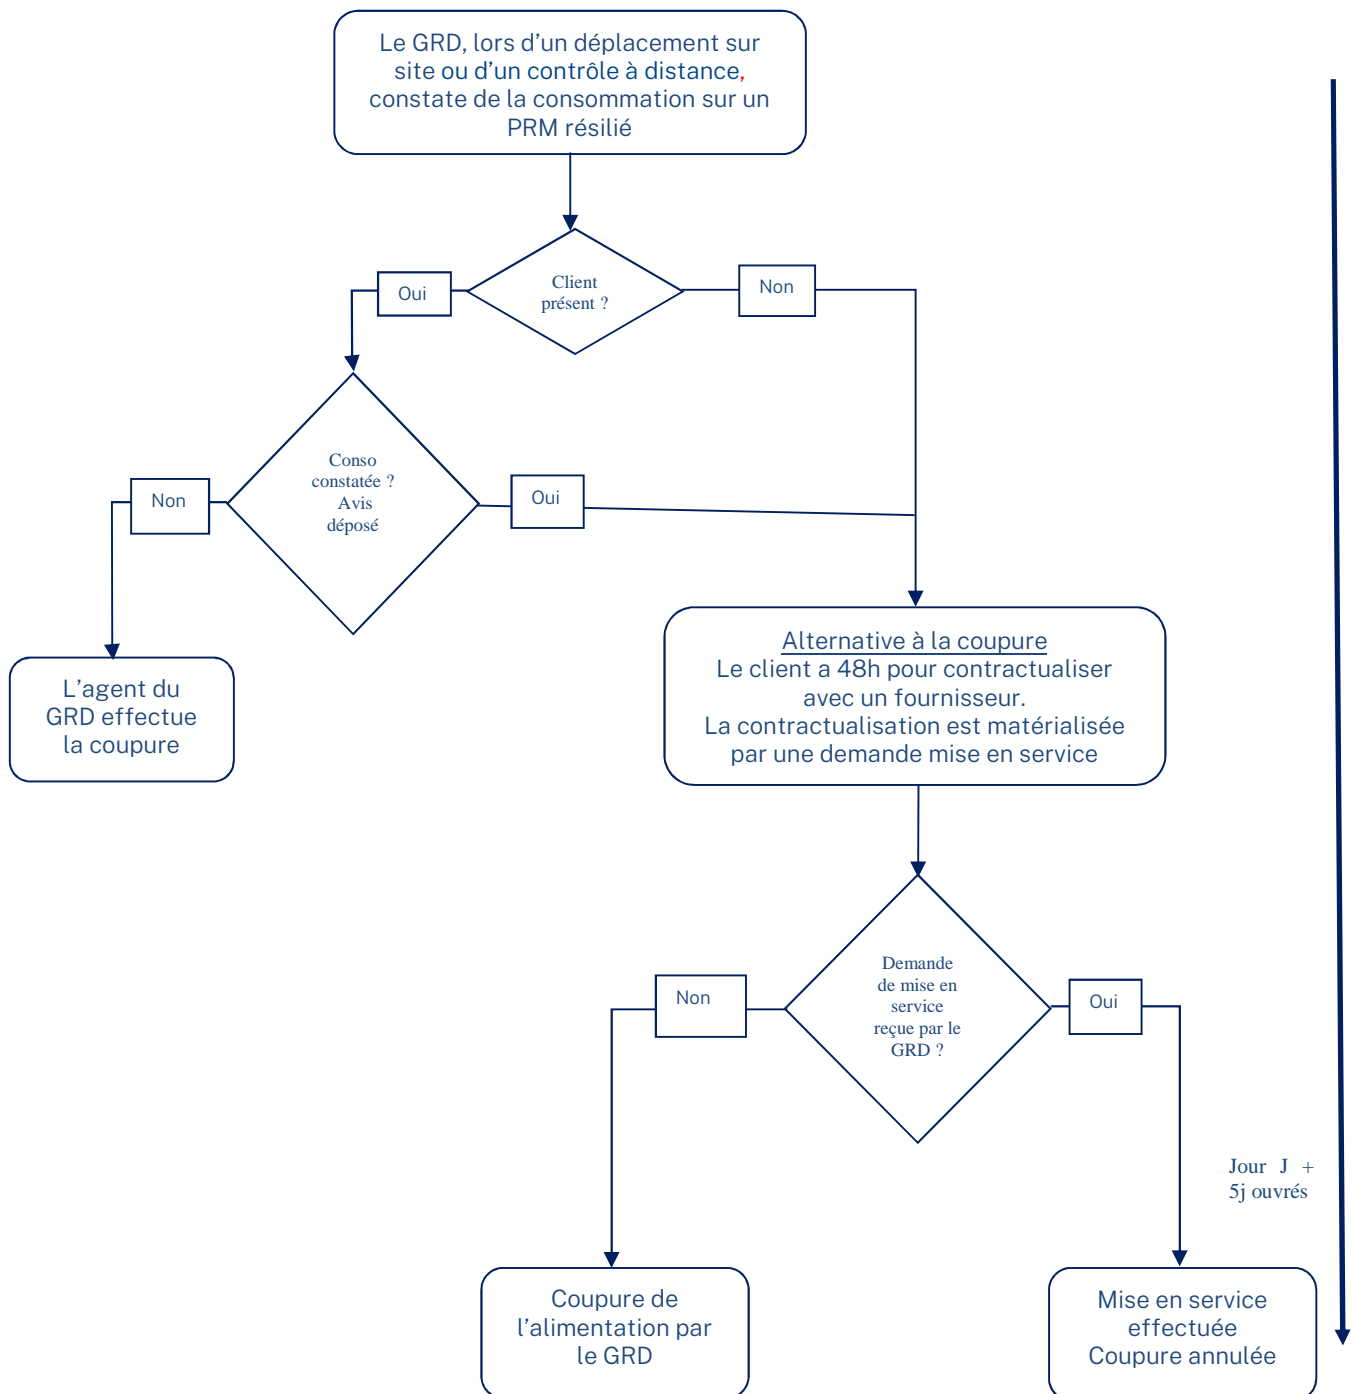 Le GRD, lors d’un déplacement sur
site ou d’un contrôle à distance,
constate de la consommation sur un
PRM résilié
Client
présent ?
Oui
Non
Conso
constatée ?
Avis
déposé
Non
Oui
L’agent du
GRD effectue
la coupure
Alternative à la coupure
Le client a 48h pour contractualiser
avec un fournisseur.
La contractualisation est matérialisée
par une demande mise en service
Demande
de mise en
service
reçue par le
GRD ?
Non
Oui
Jour J +
5j ouvrés
Coupure de
l’alimentation par
le GRD
Mise en service
effectuée
Coupure annulée